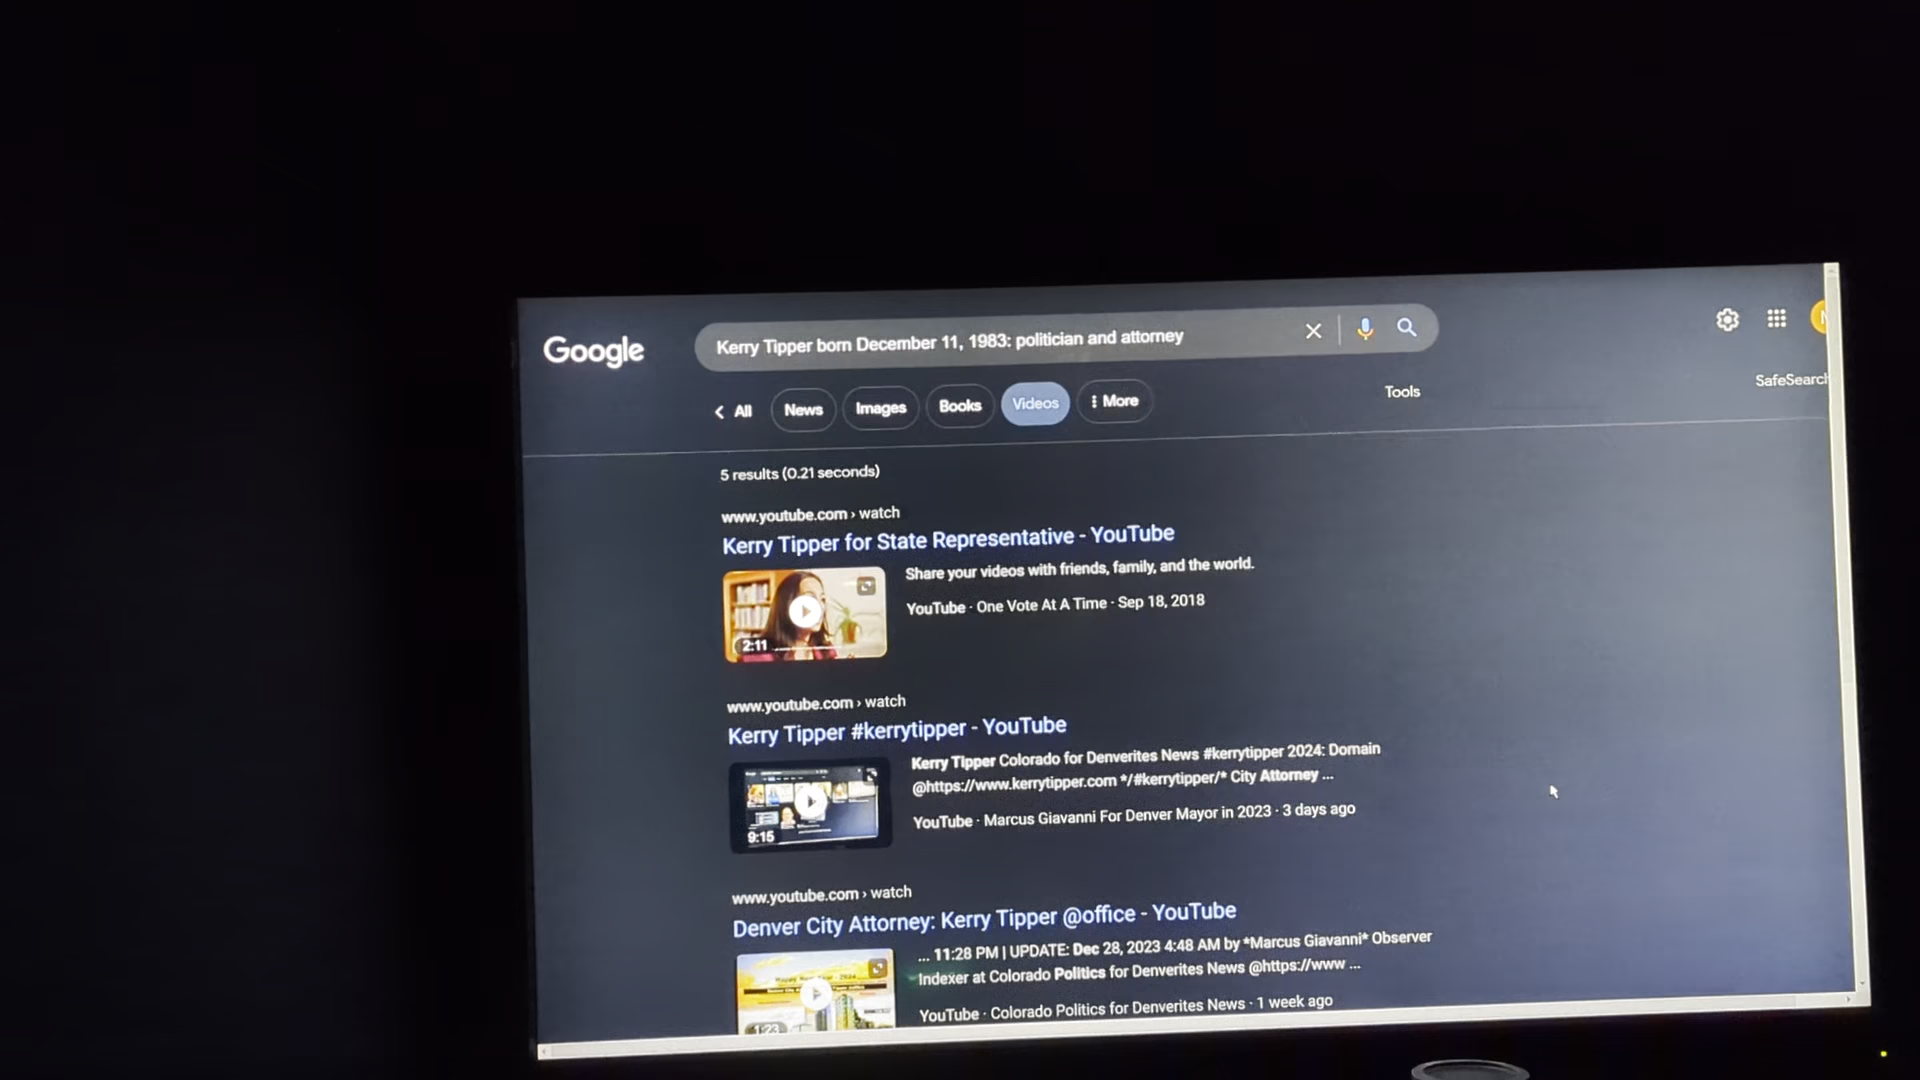 Google
Kerry Tipper born December 11, 1983: politician and attorney
All
News
Images
Books
Videos
More
Tools
SafeSearch
5 results (0.21 seconds)
www.youtube.com › watch
Kerry Tipper for State Representative - YouTube
Share your videos with friends, family, and the world.
YouTube · One Vote At A Time · Sep 18, 2018
2:11
www.youtube.com › watch
Kerry Tipper #kerrytipper - YouTube
Kerry Tipper Colorado for Denverites News #kerrytipper 2024: Domain
@https://www.kerrytipper.com */#kerrytipper/* City Attorney ...
YouTube · Marcus Giavanni For Denver Mayor in 2023 · 3 days ago
9:15
www.youtube.com › watch
Denver City Attorney: Kerry Tipper @office - YouTube
... 11:28 PM | UPDATE: Dec 28, 2023 4:48 AM by *Marcus Giavanni* Observer
Indexer at Colorado Politics for Denverites News @https://www ...
YouTube · Colorado Politics for Denverites News · 1 week ago
1:23